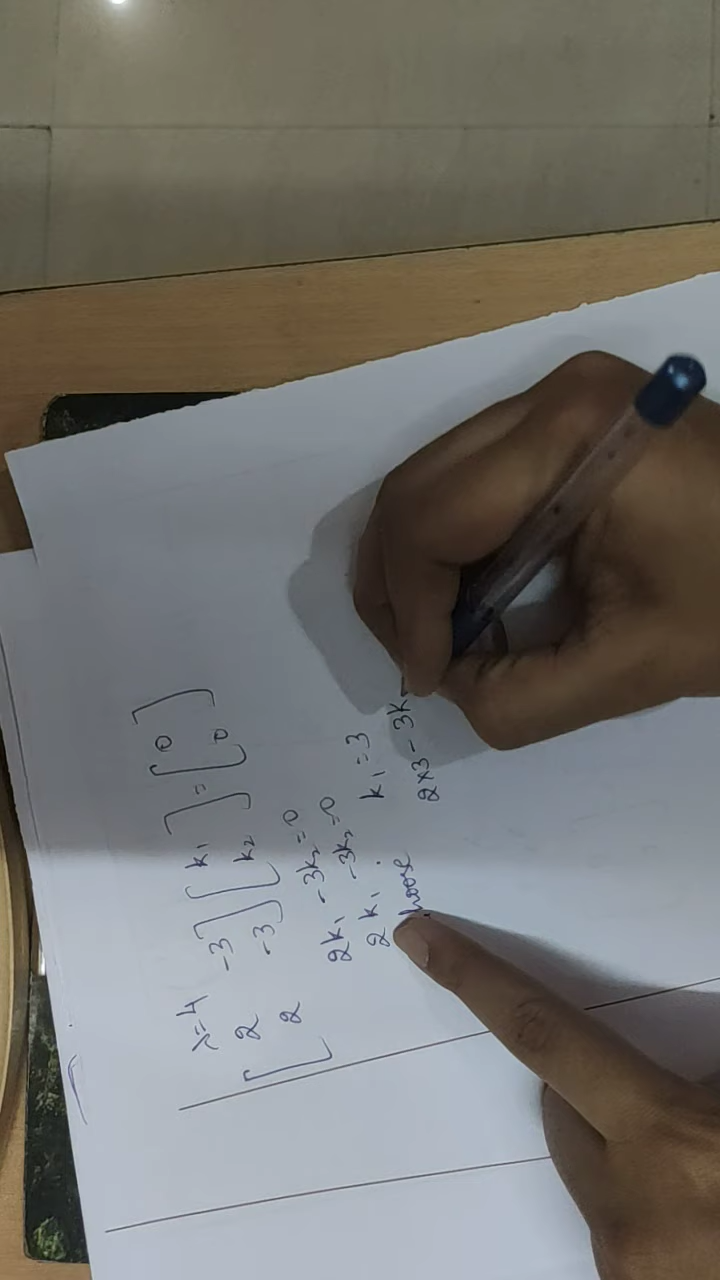 λ=4
[2 -3] [k₁] = [0]
[2 -3] [k₂] = [0]
2k₁ -3k₂=0
2k₁ -3k₂=0
hoose k₁=3
2×3-3k